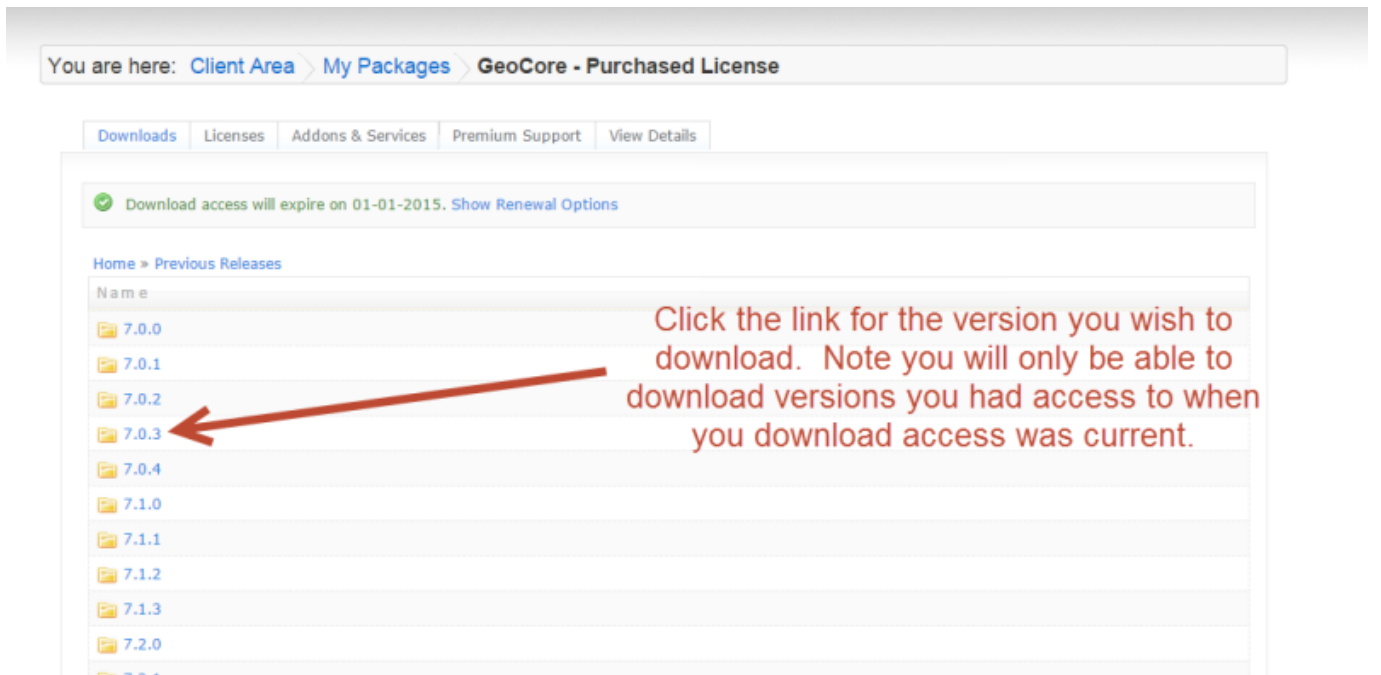 You are here: Client Area My Packages GeoCore - Purchased License
Downloads Licenses Addons & Services Premium Support View Details
Download access will expire on 01-01-2015. Show Renewal Options
Home » Previous Releases
Name
7.0.0
7.0.1
7.0.2
7.0.3
7.0.4
7.1.0
7.1.1
7.1.2
7.1.3
7.2.0
Click the link for the version you wish to
download. Note you will only be able to
download versions you had access to when
you download access was current.